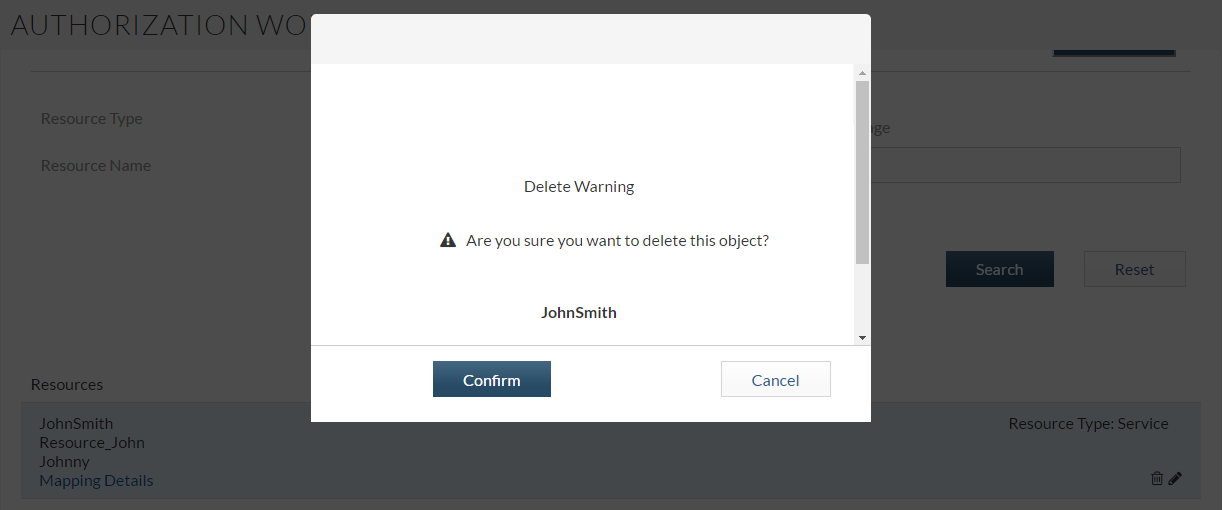 AUTHORIZATION WO
Resource Type
Resource Name
Delete Warning
Are you sure you want to delete this object?
JohnSmith
Confirm
Cancel
Search
Reset
Resources
JohnSmith
Resource Type: Service
Resource_John
Johnny
Mapping Details